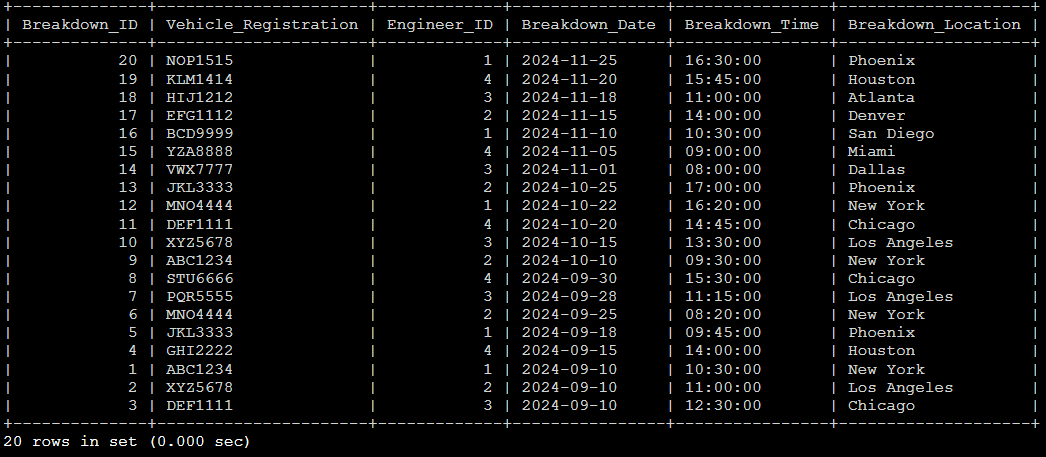 +--------------+----------------------+-------------+----------------+----------------+--------------------+
| Breakdown_ID | Vehicle_Registration | Engineer_ID | Breakdown_Date | Breakdown_Time | Breakdown_Location |
+--------------+----------------------+-------------+----------------+----------------+--------------------+
|           20 | NOP1515              |           1 | 2024-11-25     | 16:30:00       | Phoenix            |
|           19 | KLM1414              |           4 | 2024-11-20     | 15:45:00       | Houston            |
|           18 | HIJ1212              |           3 | 2024-11-18     | 11:00:00       | Atlanta            |
|           17 | EFG1112              |           2 | 2024-11-15     | 14:00:00       | Denver             |
|           16 | BCD9999              |           1 | 2024-11-10     | 10:30:00       | San Diego          |
|           15 | YZA8888              |           4 | 2024-11-05     | 09:00:00       | Miami              |
|           14 | VWX7777              |           3 | 2024-11-01     | 08:00:00       | Dallas             |
|           13 | JKL3333              |           2 | 2024-10-25     | 17:00:00       | Phoenix            |
|           12 | MNO4444              |           1 | 2024-10-22     | 16:20:00       | New York           |
|           11 | DEF1111              |           4 | 2024-10-20     | 14:45:00       | Chicago            |
|           10 | XYZ5678              |           3 | 2024-10-15     | 13:30:00       | Los Angeles        |
|            9 | ABC1234              |           2 | 2024-10-10     | 09:30:00       | New York           |
|            8 | STU6666              |           4 | 2024-09-30     | 15:30:00       | Chicago            |
|            7 | PQR5555              |           3 | 2024-09-28     | 11:15:00       | Los Angeles        |
|            6 | MNO4444              |           2 | 2024-09-25     | 08:20:00       | New York           |
|            5 | JKL3333              |           1 | 2024-09-18     | 09:45:00       | Phoenix            |
|            4 | GHI2222              |           4 | 2024-09-15     | 14:00:00       | Houston            |
|            1 | ABC1234              |           1 | 2024-09-10     | 10:30:00       | New York           |
|            2 | XYZ5678              |           2 | 2024-09-10     | 11:00:00       | Los Angeles        |
|            3 | DEF1111              |           3 | 2024-09-10     | 12:30:00       | Chicago            |
+--------------+----------------------+-------------+----------------+----------------+--------------------+
20 rows in set (0.000 sec)